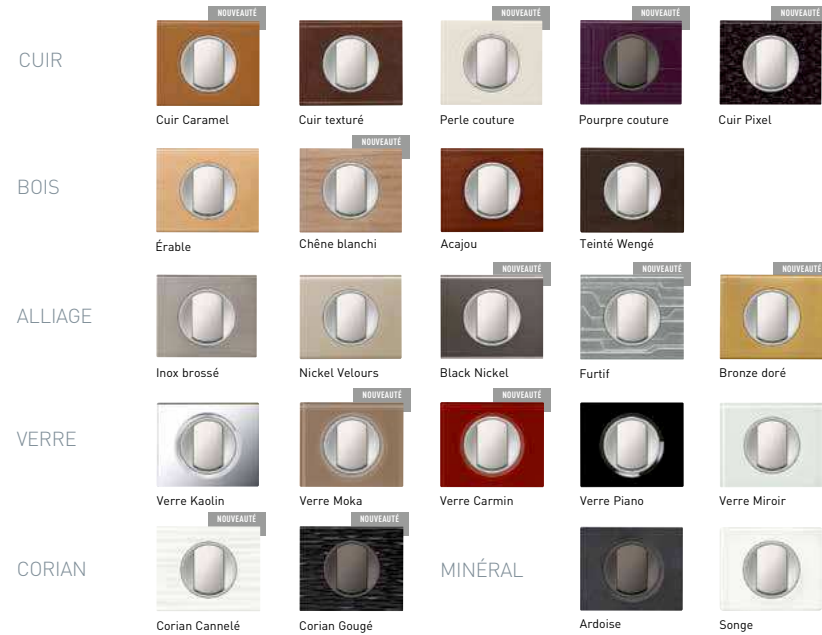 NOUVEAUTÉ NOUVEAUTÉ NOUVEAUTÉ NOUVEAUTÉ
CUIR
Cuir Caramel Cuir texturé Perle couture Pourpre couture Cuir Pixel
NOUVEAUTÉ
BOIS
Érable Chêne blanchi Acajou Teinté Wengé
NOUVEAUTÉ NOUVEAUTÉ NOUVEAUTÉ
ALLIAGE
Inox brossé Nickel Velours Black Nickel Furtif Bronze doré
NOUVEAUTÉ NOUVEAUTÉ
VERRE
Verre Kaolin Verre Moka Verre Carmin Verre Piano Verre Miroir
NOUVEAUTÉ NOUVEAUTÉ
CORIAN MINÉRAL
Corian Cannelé Corian Gougé Ardoise Songe